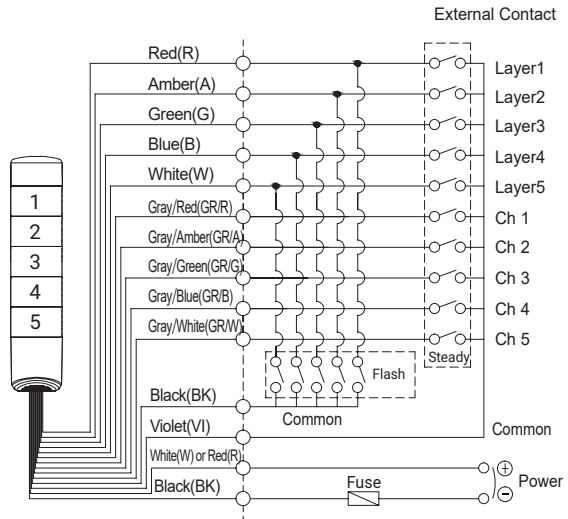 External Contact
Red(R)
Layer1
Amber(A)
Layer2
Green(G)
Layer3
Blue(B)
Layer4
White(W)
Layer5
Gray/Red(GR/R)
Ch 1
Gray/Amber(GR/A)
Ch 2
Gray/Green(GR/G)
Ch 3
Gray/Blue(GR/B)
Ch 4
Gray/White(GR/W)
Ch 5
1
2
3
4
5
Steady
Flash
Black(BK)
Common
Violet(VI)
Common
White(W) or Red(R)
+
Power
Black(BK)
Fuse
-